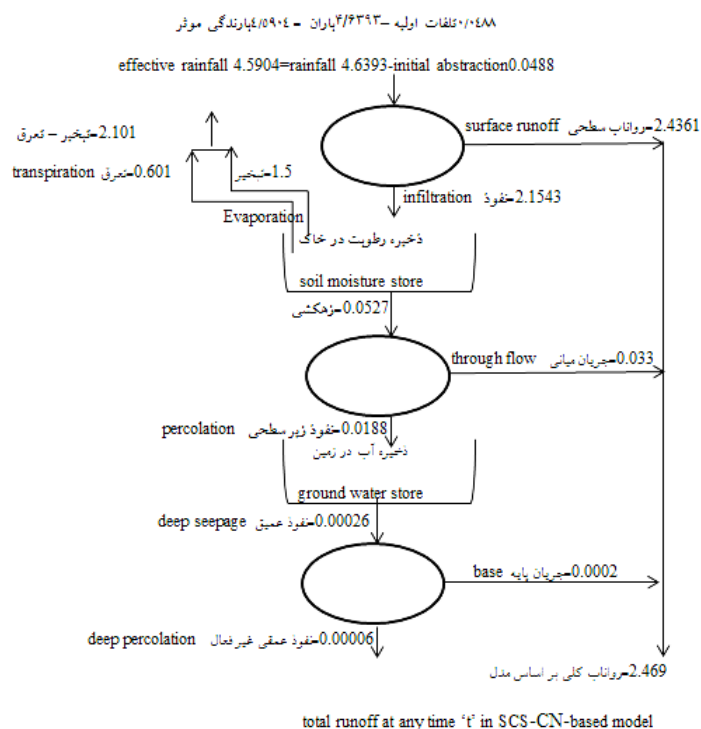 ۰/۰٤۸۸تلفات اولیه –۴/۶۳۹۳باران – ٤/٥٩۰٤بارندگی موثر
effective rainfall 4.5904=rainfall 4.6393-initial abstraction0.0488
surface runoff رواناب سطحی=2.4361
تبخیر – تعرق=2.101
transpiration تعرق=0.601
تبخیر=1.5
infiltration نفوذ=2.1543
Evaporation
ذخیره رطوبت در خاک
soil moisture store
زهکشی=0.0527
through flow جریان میانی=0.033
percolation نفوذ زیر سطحی=0.0188
ذخیره آب در زمین
ground water store
deep seepage نفوذ عمیق=0.00026
base جریان پایه=0.0002
deep percolation نفوذ عمقی غیر فعال=0.00006
رواناب کلی بر اساس مدل=2.469
total runoff at any time ‘t’ in SCS-CN-based model